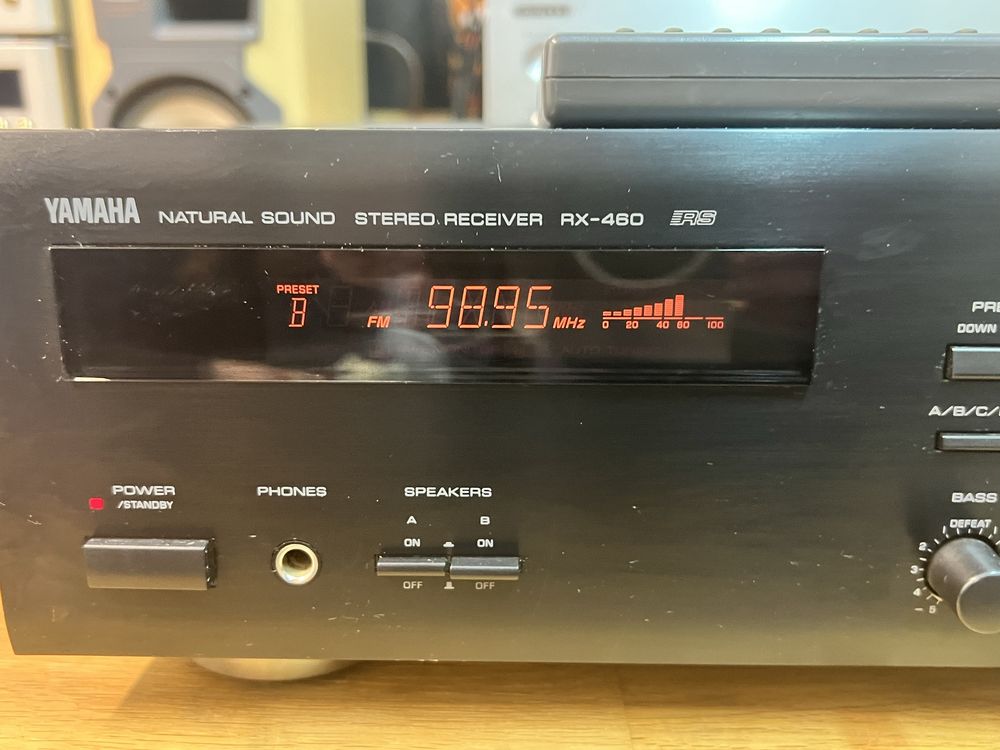 YAMAHA NATURAL SOUND STEREO RECEIVER RX-460 RS
PRESET
B FM 98.95 MHz
0 20 40 60 100
DOWN
A/B/C/
POWER
/STANDBY
PHONES
SPEAKERS
A B
ON ON
OFF OFF
BASS
DEFEAT
2
3
4
5